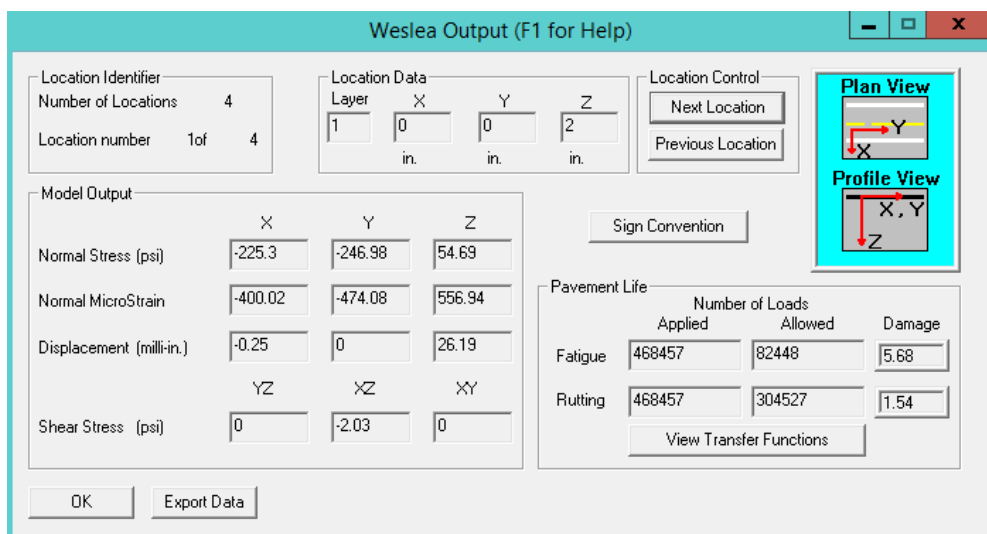 Weslea Output (F1 for Help)
Location Identifier
Number of Locations 4
Location number 1of 4
Location Data
Layer X Y Z
1 0 0 2
in. in. in.
Location Control
Next Location
Previous Location
Plan View
Y
X
Profile View
X, Y
Z
Model Output
X Y Z
Normal Stress (psi) -225.3 -246.98 54.69
Normal MicroStrain -400.02 -474.08 556.94
Displacement (milli-in.) -0.25 0 26.19
YZ XZ XY
Shear Stress (psi) 0 -2.03 0
Sign Convention
Pavement Life
Number of Loads
Applied Allowed Damage
Fatigue 468457 82448 5.68
Rutting 468457 304527 1.54
View Transfer Functions
OK Export Data